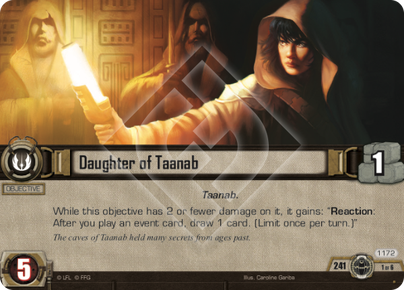 Daughter of Taanab
1
OBJECTIVE
Taanab.
While this objective has 2 or fewer damage on it, it gains: "Reaction:
After you play an event card, draw 1 card. (Limit once per turn.)"
The caves of Taanab held many secrets from ages past.
1172
5
241
1 of 6
© LFL © FFG
Illus. Caroline Gariba